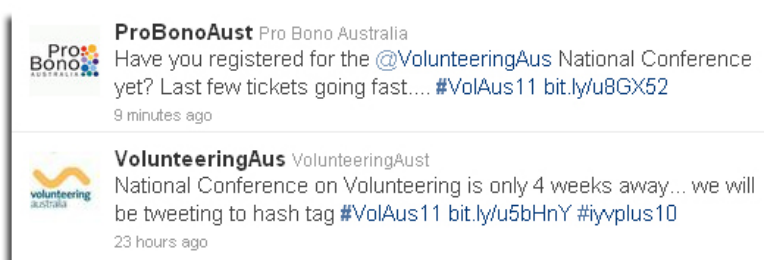 Pro
Bono
AUSTRALIA
ProBonoAust Pro Bono Australia
Have you registered for the @VolunteeringAus National Conference
yet? Last few tickets going fast.... #VolAus11 bit.ly/u8GX52
9 minutes ago
volunteering
australia
VolunteeringAus VolunteeringAust
National Conference on Volunteering is only 4 weeks away... we will
be tweeting to hash tag #VolAus11 bit.ly/u5bHnY #iyvplus10
23 hours ago